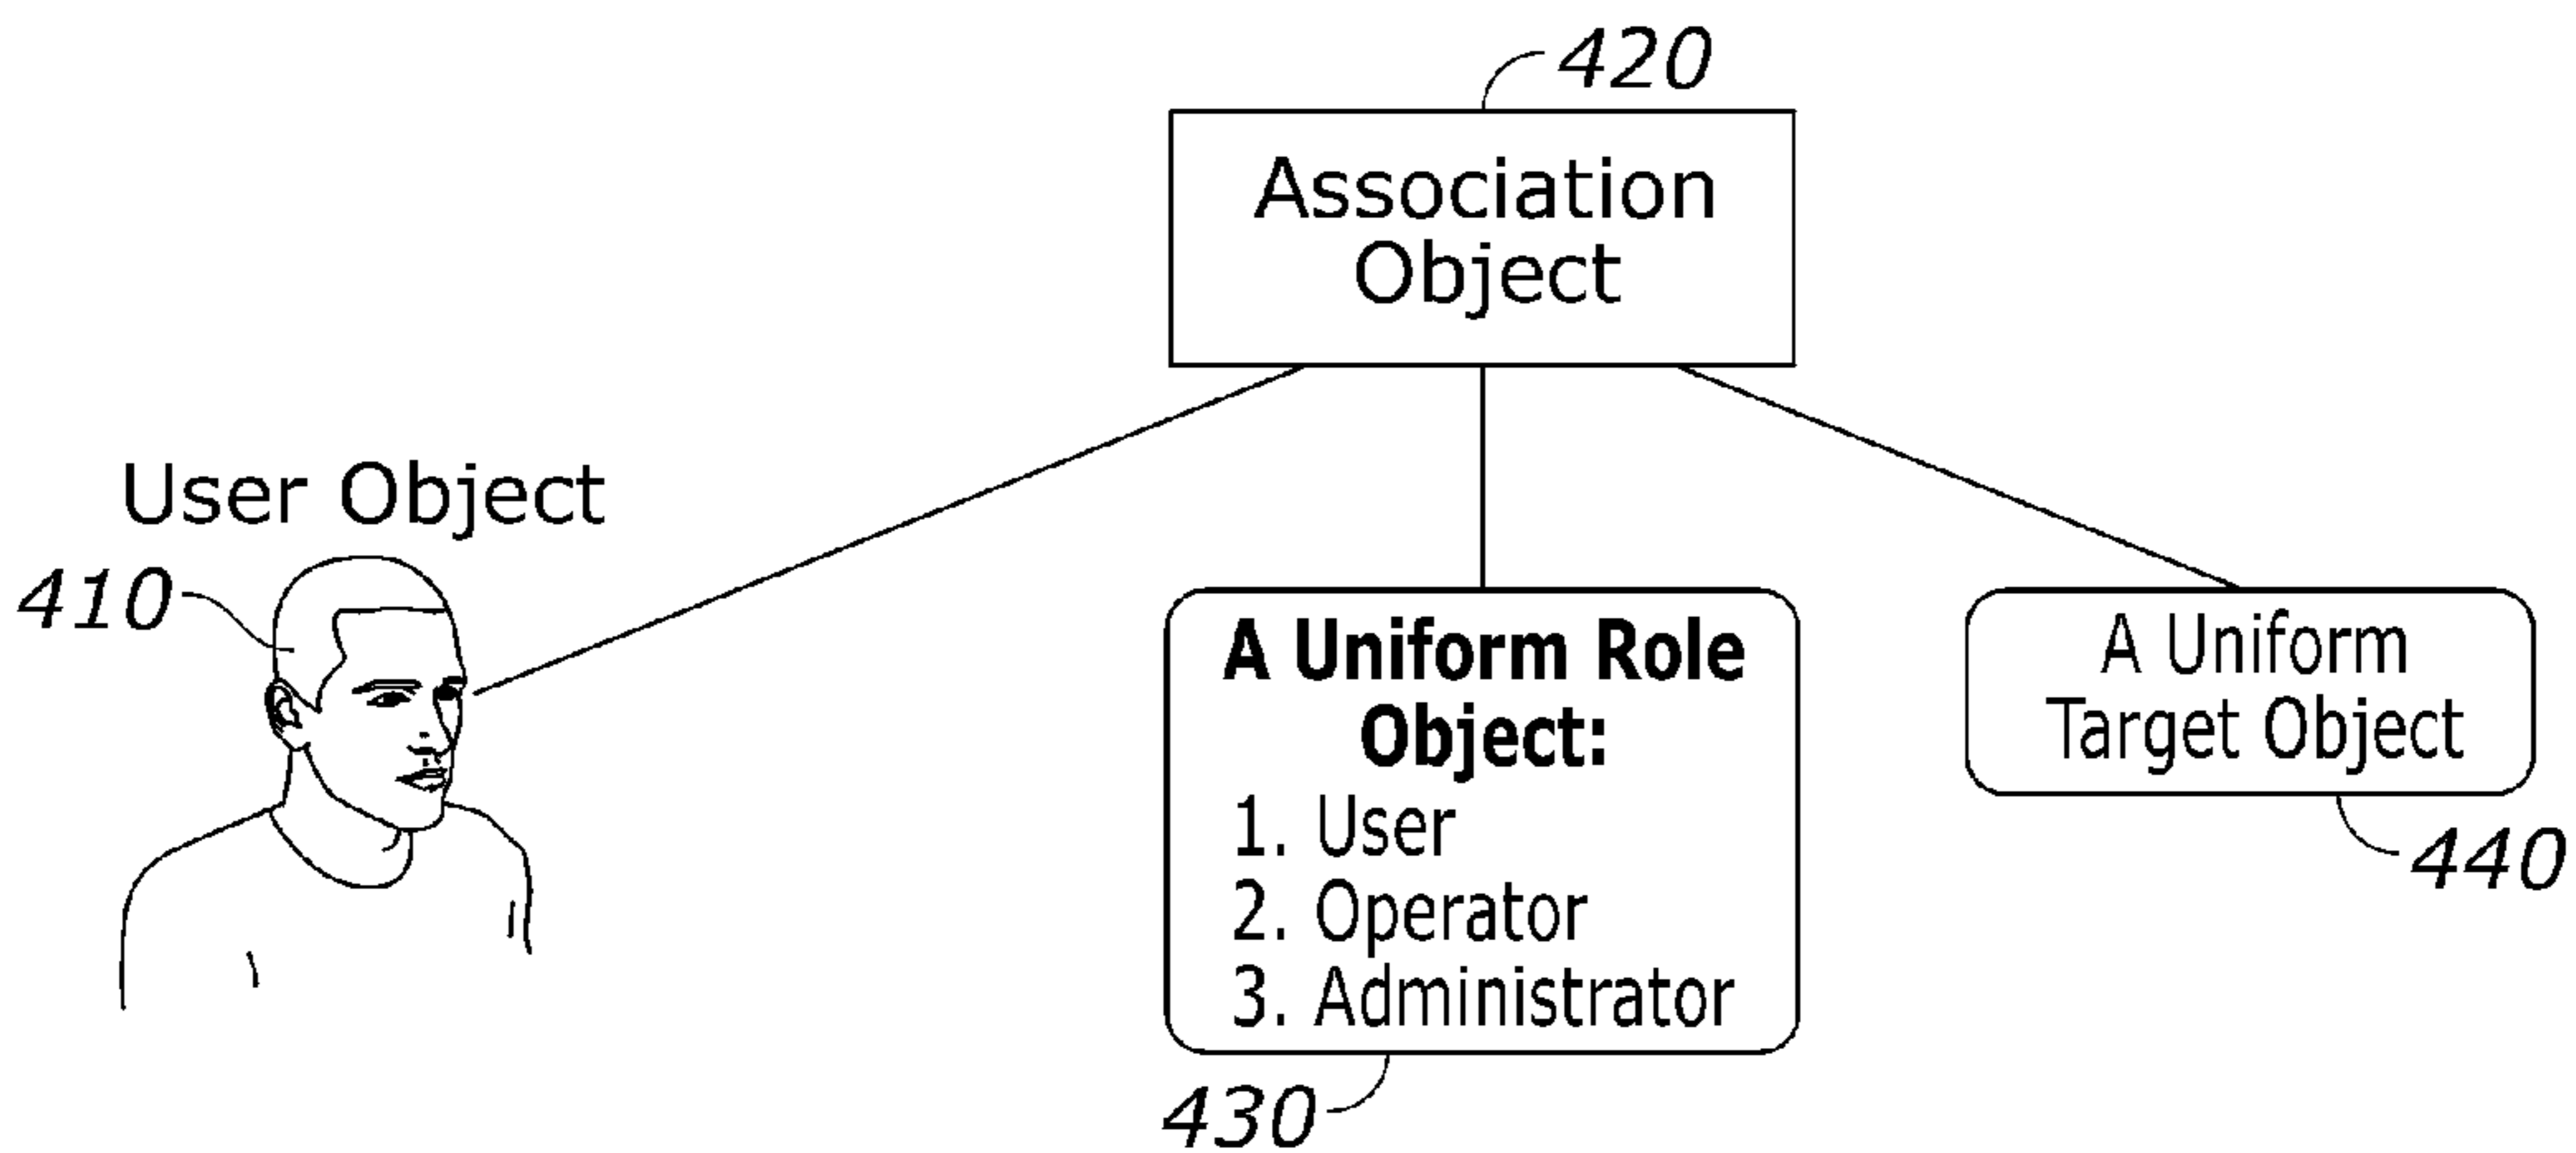 420
Association
Object
User Object
410
A Uniform Role
Object:
1. User
2. Operator
3. Administrator
430
A Uniform
Target Object
440